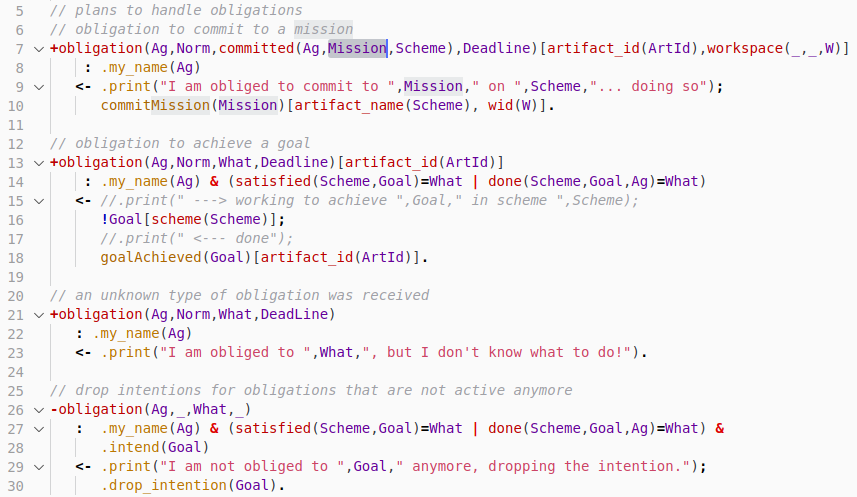 5 // plans to handle obligations
6 // obligation to commit to a mission
7 +obligation(Ag,Norm,committed(Ag,Mission,Scheme),Deadline)[artifact_id(ArtId),workspace(_,_,W)]
8 : .my_name(Ag)
9 <- .print("I am obliged to commit to ",Mission," on ",Scheme,"... doing so");
10 commitMission(Mission)[artifact_name(Scheme), wid(W)].
11
12 // obligation to achieve a goal
13 +obligation(Ag,Norm,What,Deadline)[artifact_id(ArtId)]
14 : .my_name(Ag) & (satisfied(Scheme,Goal)=What | done(Scheme,Goal,Ag)=What)
15 <- //.print(" ---> working to achieve ",Goal," in scheme ",Scheme);
16 !Goal[scheme(Scheme)];
17 //.print(" <--- done");
18 goalAchieved(Goal)[artifact_id(ArtId)].
19
20 // an unknown type of obligation was received
21 +obligation(Ag,Norm,What,DeadLine)
22 : .my_name(Ag)
23 <- .print("I am obliged to ",What,", but I don't know what to do!").
24
25 // drop intentions for obligations that are not active anymore
26 -obligation(Ag,_,What,_)
27 : .my_name(Ag) & (satisfied(Scheme,Goal)=What | done(Scheme,Goal,Ag)=What) &
28 .intend(Goal)
29 <- .print("I am not obliged to ",Goal," anymore, dropping the intention.");
30 .drop_intention(Goal).